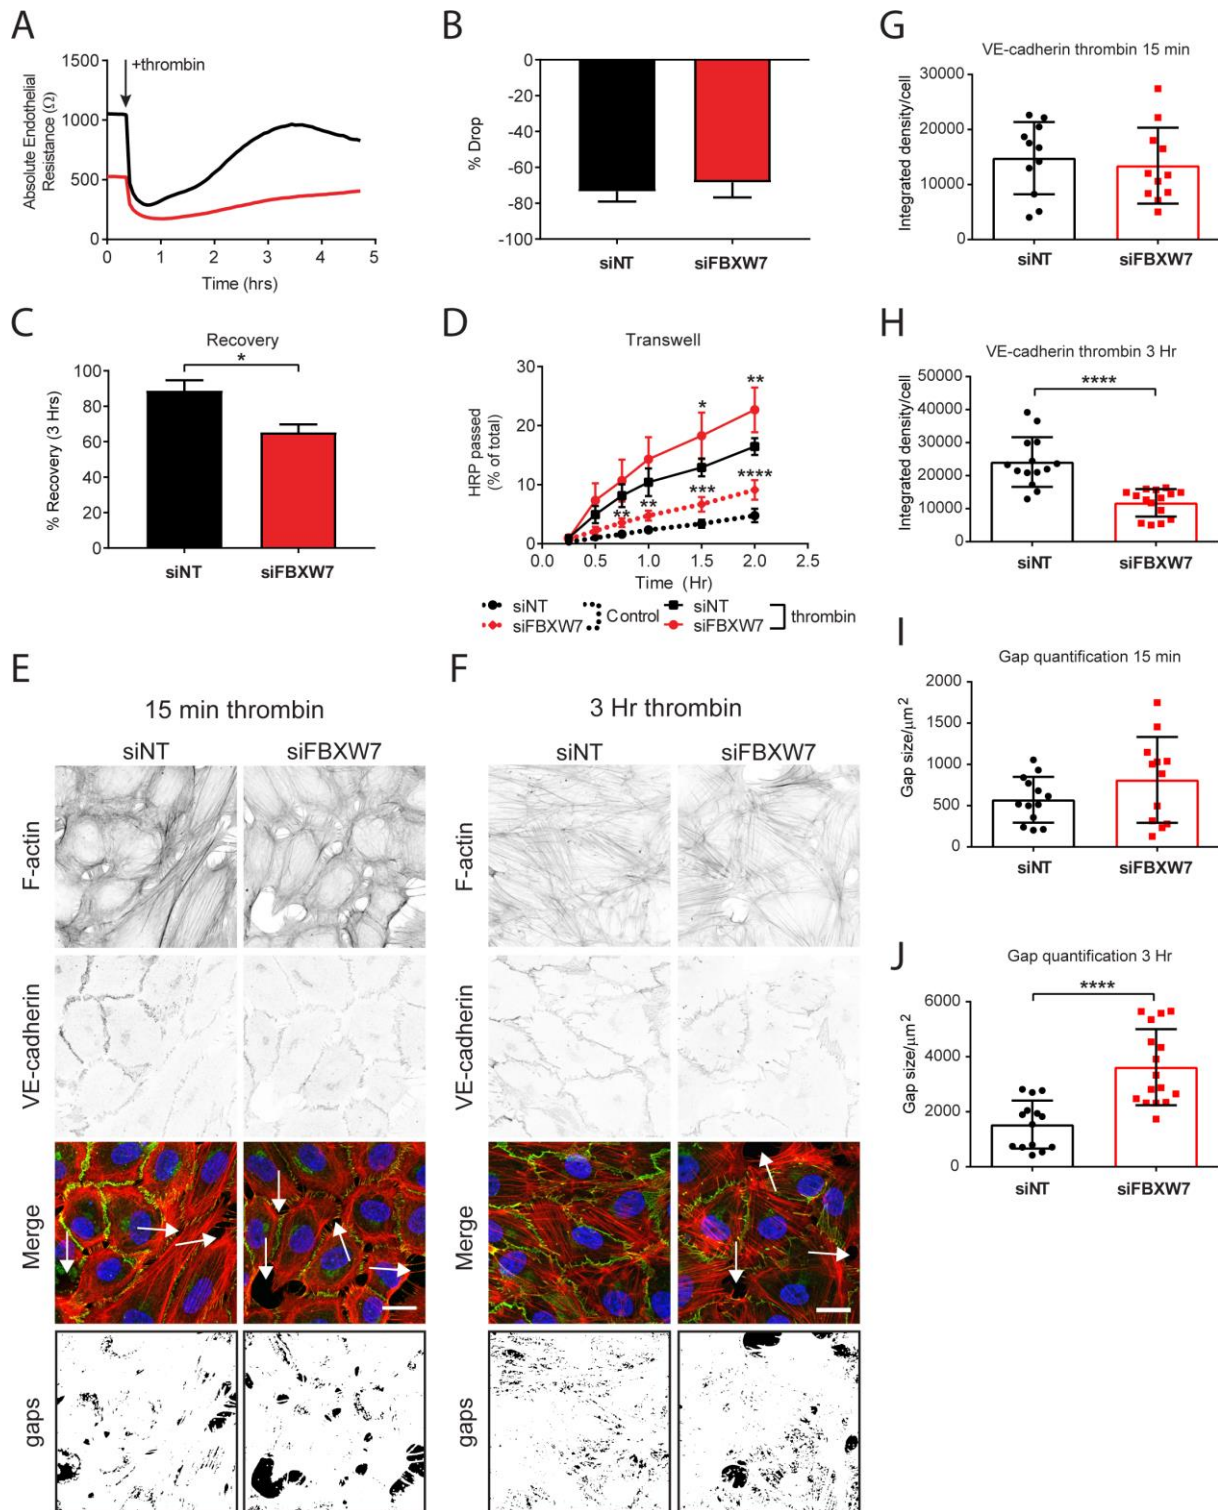 A
1500
1000
500
0
Absolute Endothelial
Resistance (Ω)
+thrombin
0 1 2 3 4 5
Time (hrs)
B
0
-20
-40
-60
-80
-100
% Drop
siNT siFBXW7
C
Recovery
*
100
80
60
40
20
0
% Recovery (3 Hrs)
siNT siFBXW7
D
Transwell
30
20
10
0
HRP passed
(% of total)
* **
** ** *** ****
0.0 0.5 1.0 1.5 2.0
Time (Hr)
siNT
siFBXW7
Control
siNT
siFBXW7
thrombin
E
15 min thrombin
siNT siFBXW7
F-actin
VE-cadherin
Merge
gaps
F
3 Hr thrombin
siNT siFBXW7
F-actin
VE-cadherin
Merge
gaps
G
VE-cadherin thrombin 15 min
30000
20000
10000
0
Integrated density/cell
siNT siFBXW7
H
VE-cadherin thrombin 3 Hr
****
50000
40000
30000
20000
10000
0
Integrated density/cell
siNT siFBXW7
I
Gap quantification 15 min
2000
1500
1000
500
0
Gap size/μm²
siNT siFBXW7
J
Gap quantification 3 Hr
****
6000
4000
2000
0
Gap size/μm²
siNT siFBXW7